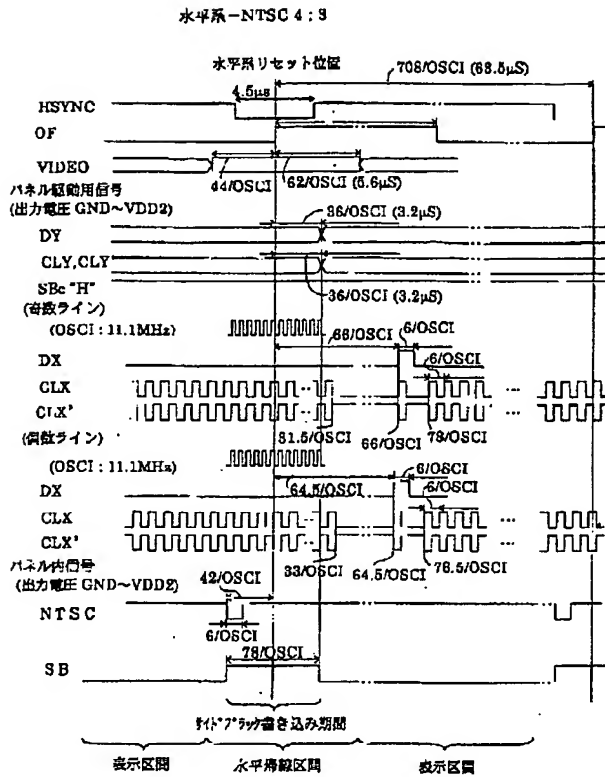 水平系-NTSC 4:3
水平系リセット位置
708/OSCI (63.5μS)
4.5μs
HSYNC
OF
VIDEO
44/OSCI
62/OSCI (5.6μS)
パネル駆動用信号
(出力電圧 GND~VDD2)
36/OSCI (3.2μS)
DY
CLY, CLY'
SBc "H"
36/OSCI (3.2μS)
(奇数ライン)
(OSCI : 11.1MHz)
66/OSCI
6/OSCI
DX
6/OSCI
CLX
CLX'
31.5/OSCI
66/OSCI
78/OSCI
(偶数ライン)
(OSCI : 11.1MHz)
6/OSCI
64.5/OSCI
DX
6/OSCI
CLX
CLX'
33/OSCI
64.5/OSCI
76.5/OSCI
パネル内信号
(出力電圧 GND~VDD2)
42/OSCI
NTSC
6/OSCI
78/OSCI
SB
サイドブラック書き込み期間
表示区間
水平帰線区間
表示区間